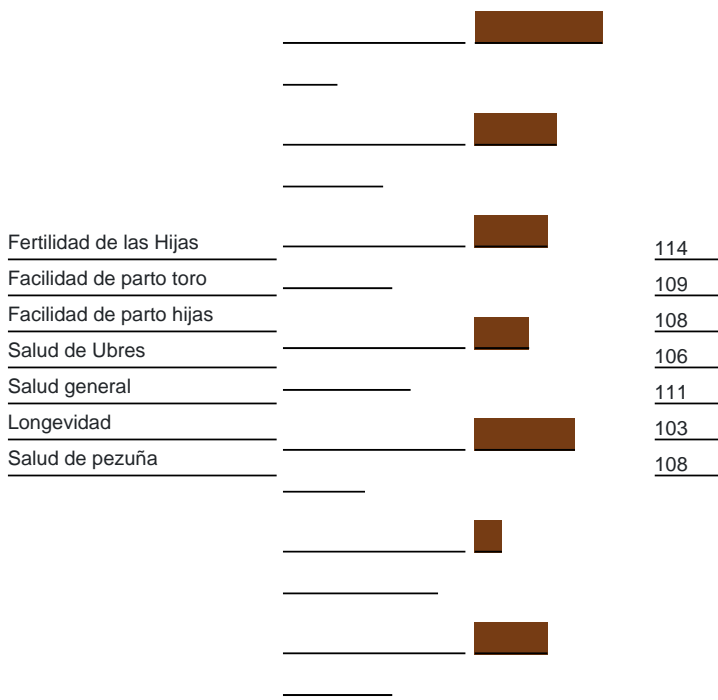 Fertilidad de las Hijas 114
Facilidad de parto toro 109
Facilidad de parto hijas 108
Salud de Ubres 106
Salud general 111
Longevidad 103
Salud de pezuña 108